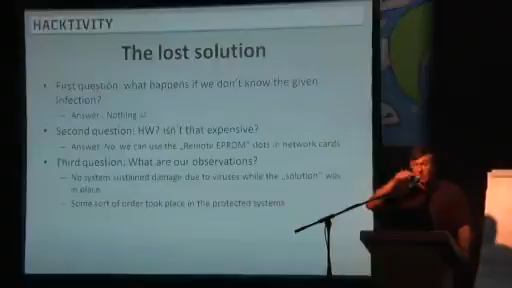 HACKTIVITY
The lost solution
• First question: what happens if we don't know the given
infection?
– Answer: Nothing
• Second question: HW? Isn't that expensive?
– Answer: No, we can use the „Remote EPROM" slots in network cards
• Third question: What are our observations?
– No system sustained damage due to viruses while the „solution" was
in place
– Some sort of order took place in the protected systems